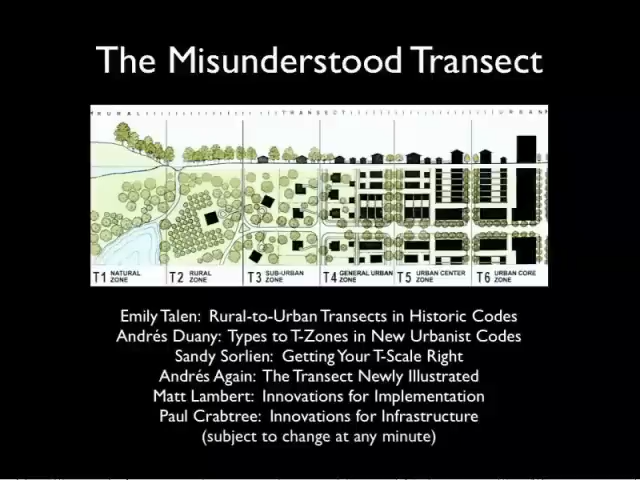 The Misunderstood Transect
RURAL TRANSECT URBAN
T1 NATURAL ZONE
T2 RURAL ZONE
T3 SUB-URBAN ZONE
T4 GENERAL URBAN ZONE
T5 URBAN CENTER ZONE
T6 URBAN CORE ZONE
Emily Talen: Rural-to-Urban Transects in Historic Codes
Andrés Duany: Types to T-Zones in New Urbanist Codes
Sandy Sorlien: Getting Your T-Scale Right
Andrés Again: The Transect Newly Illustrated
Matt Lambert: Innovations for Implementation
Paul Crabtree: Innovations for Infrastructure
(subject to change at any minute)